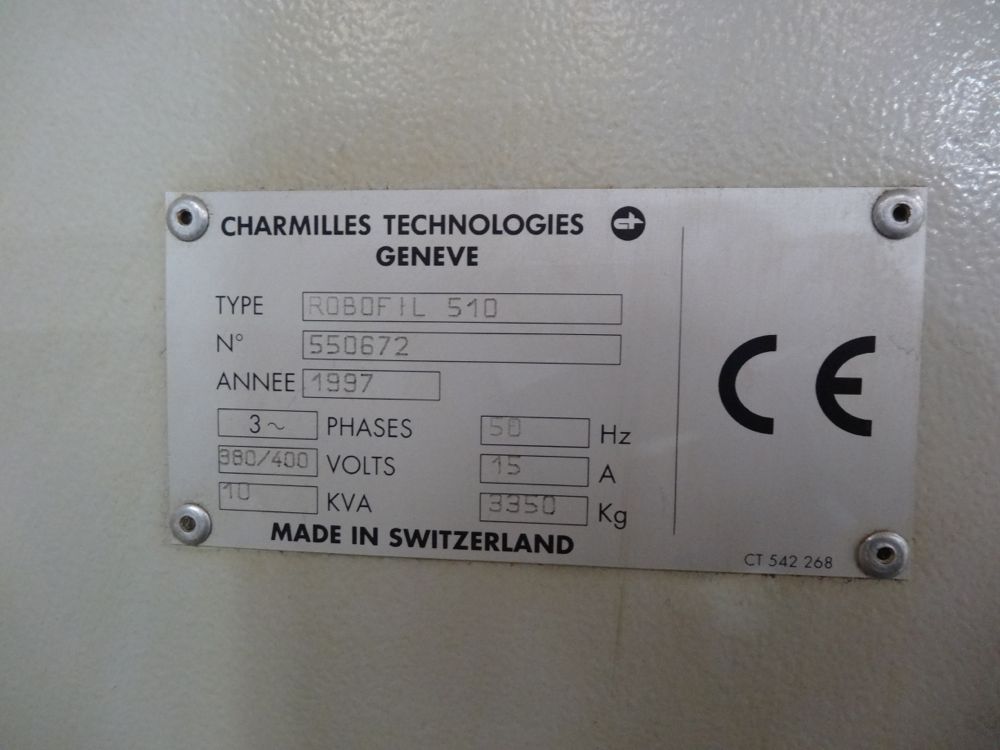 CHARMILLES TECHNOLOGIES
GENEVE
TYPE ROBOFIL 510
N° 550672
ANNEE 1997
3~ PHASES 50 Hz
380/400 VOLTS 15 A
10 KVA 3350 Kg
MADE IN SWITZERLAND
CE
CT 542 268